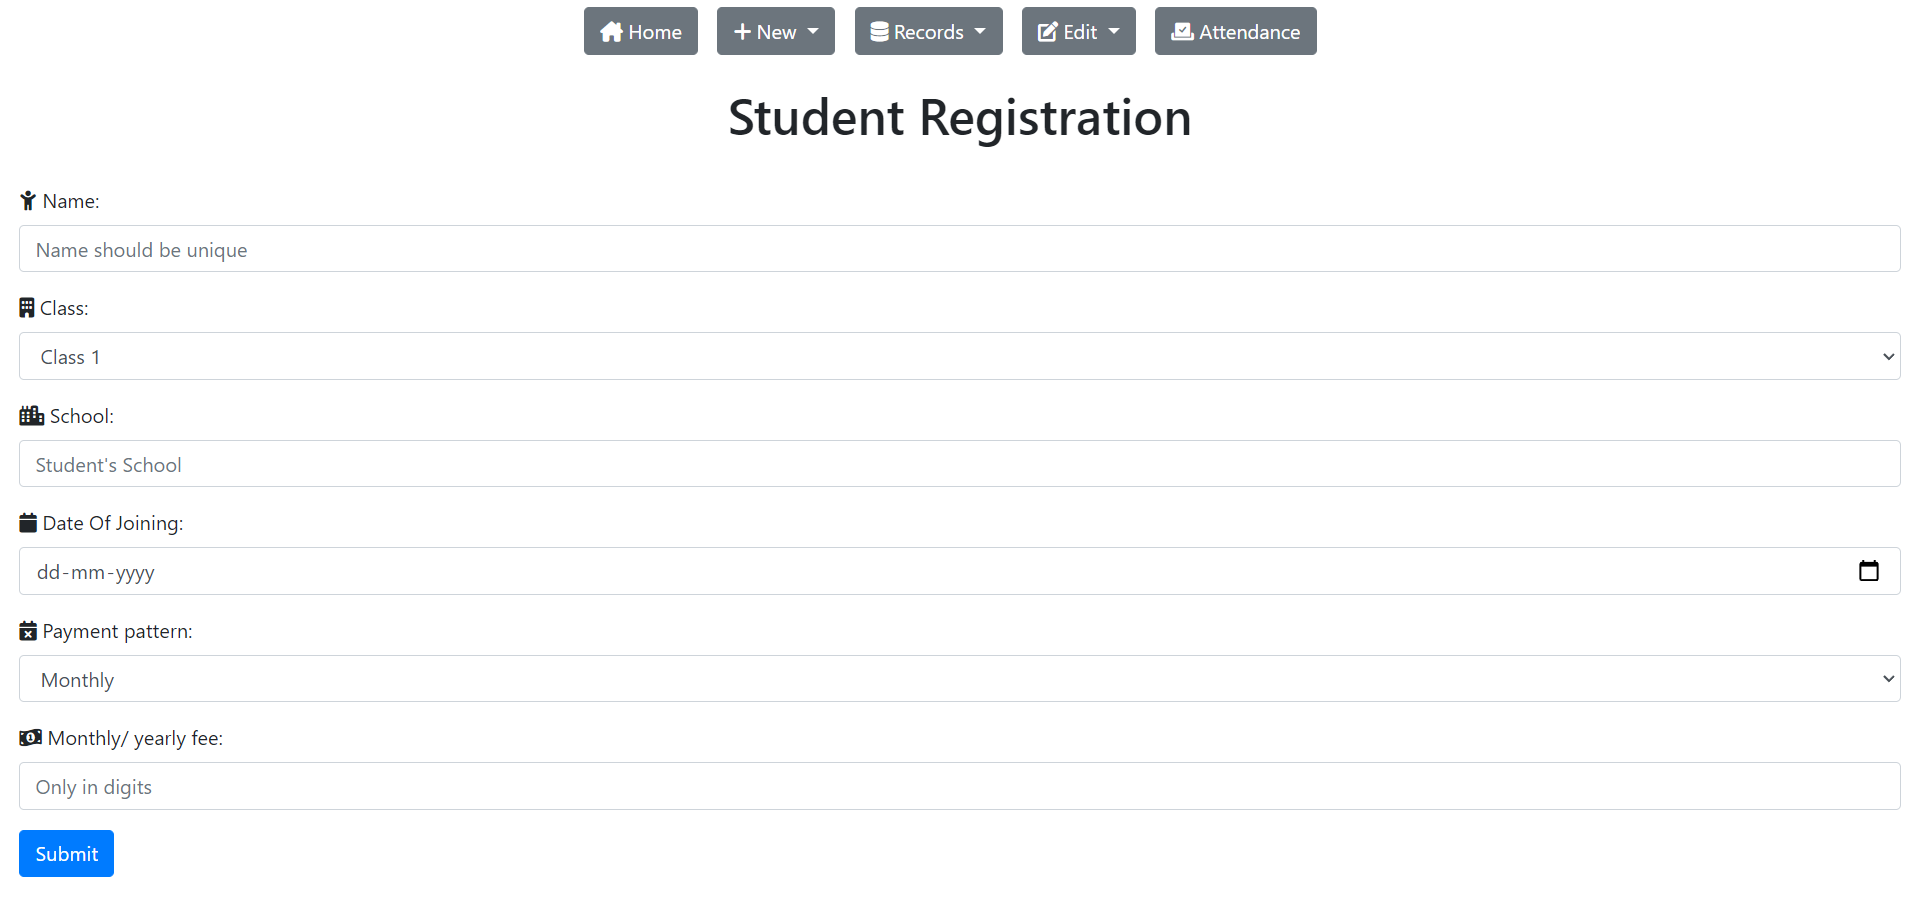 Home New Records Edit Attendance
Student Registration
Name:
Name should be unique
Class:
Class 1
School:
Student's School
Date Of Joining:
dd-mm-yyyy
Payment pattern:
Monthly
Monthly/ yearly fee:
Only in digits
Submit